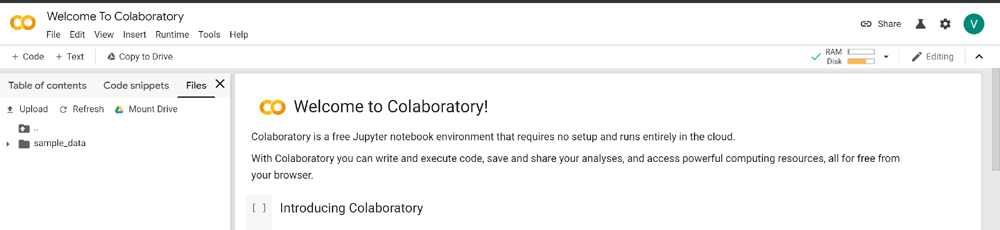 Welcome To Colaboratory
File Edit View Insert Runtime Tools Help
Share
V
+ Code + Text Copy to Drive
RAM
Disk
Editing
Table of contents Code snippets Files
Upload Refresh Mount Drive
..
sample_data
Welcome to Colaboratory!
Colaboratory is a free Jupyter notebook environment that requires no setup and runs entirely in the cloud.
With Colaboratory you can write and execute code, save and share your analyses, and access powerful computing resources, all for free from
your browser.
[ ] Introducing Colaboratory